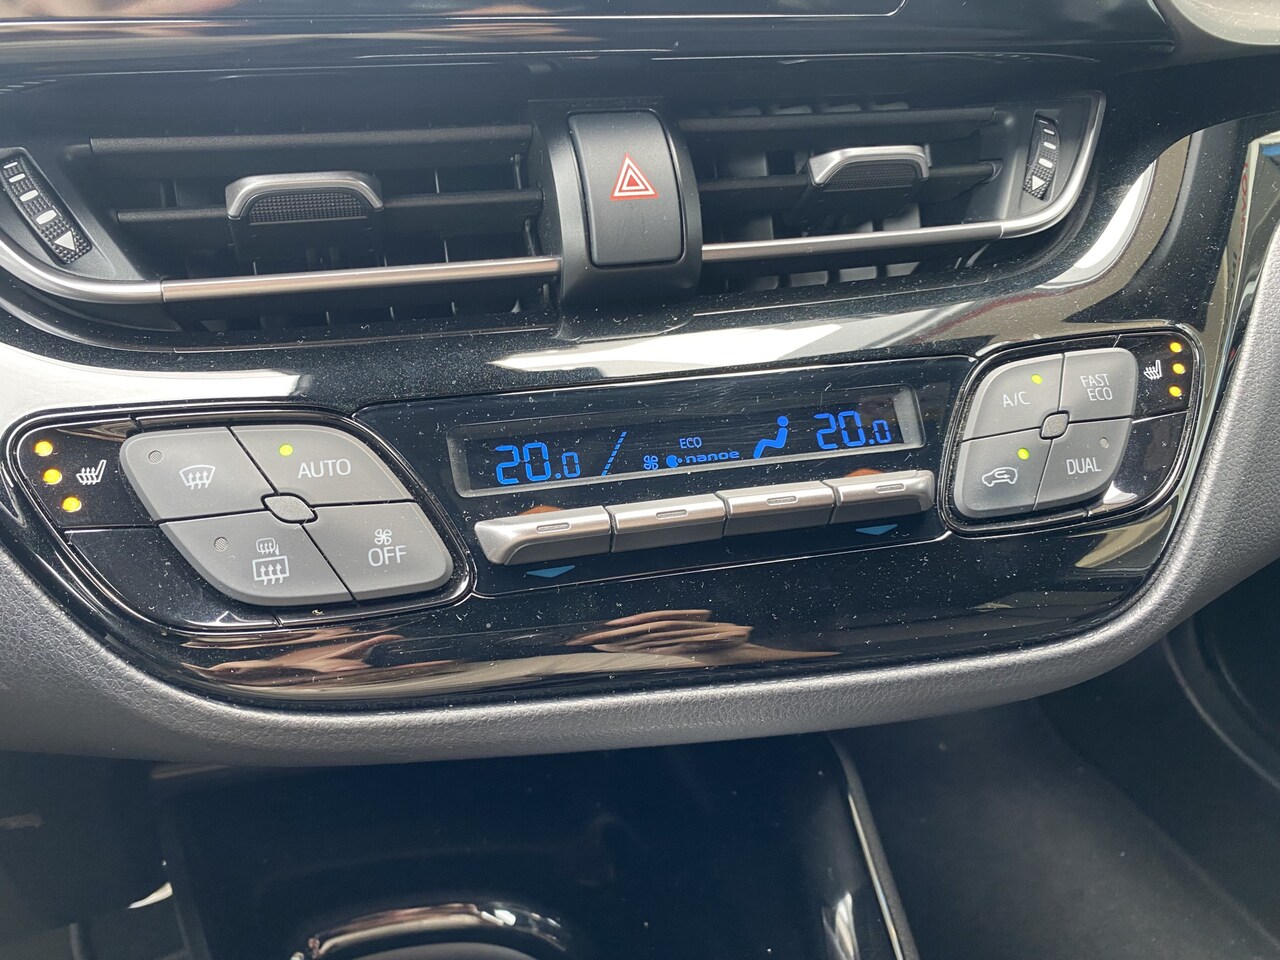 AUTO
OFF
20.0
ECO
nanoe
20.0
A/C
FAST
ECO
DUAL